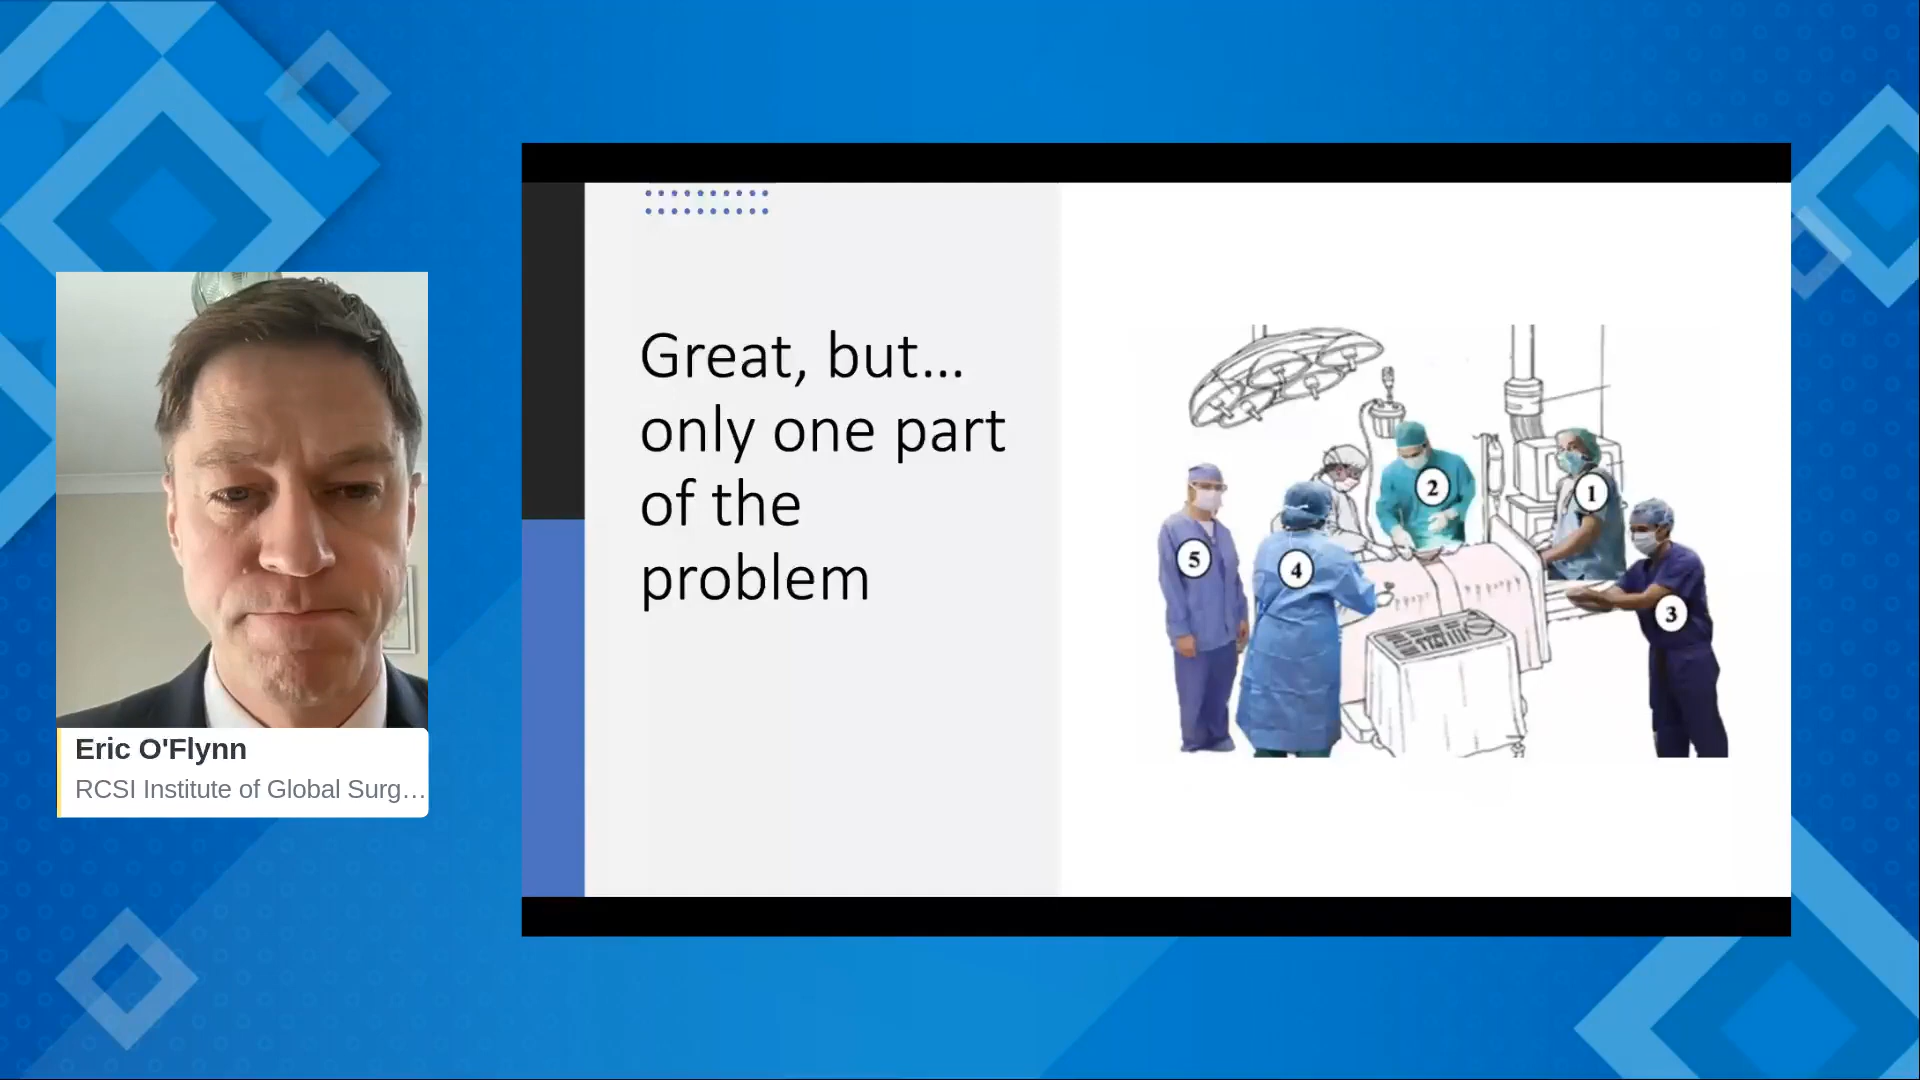 Great, but...
only one part
of the
problem
2
1
5
4
3
Eric O'Flynn
RCSI Institute of Global Surg...